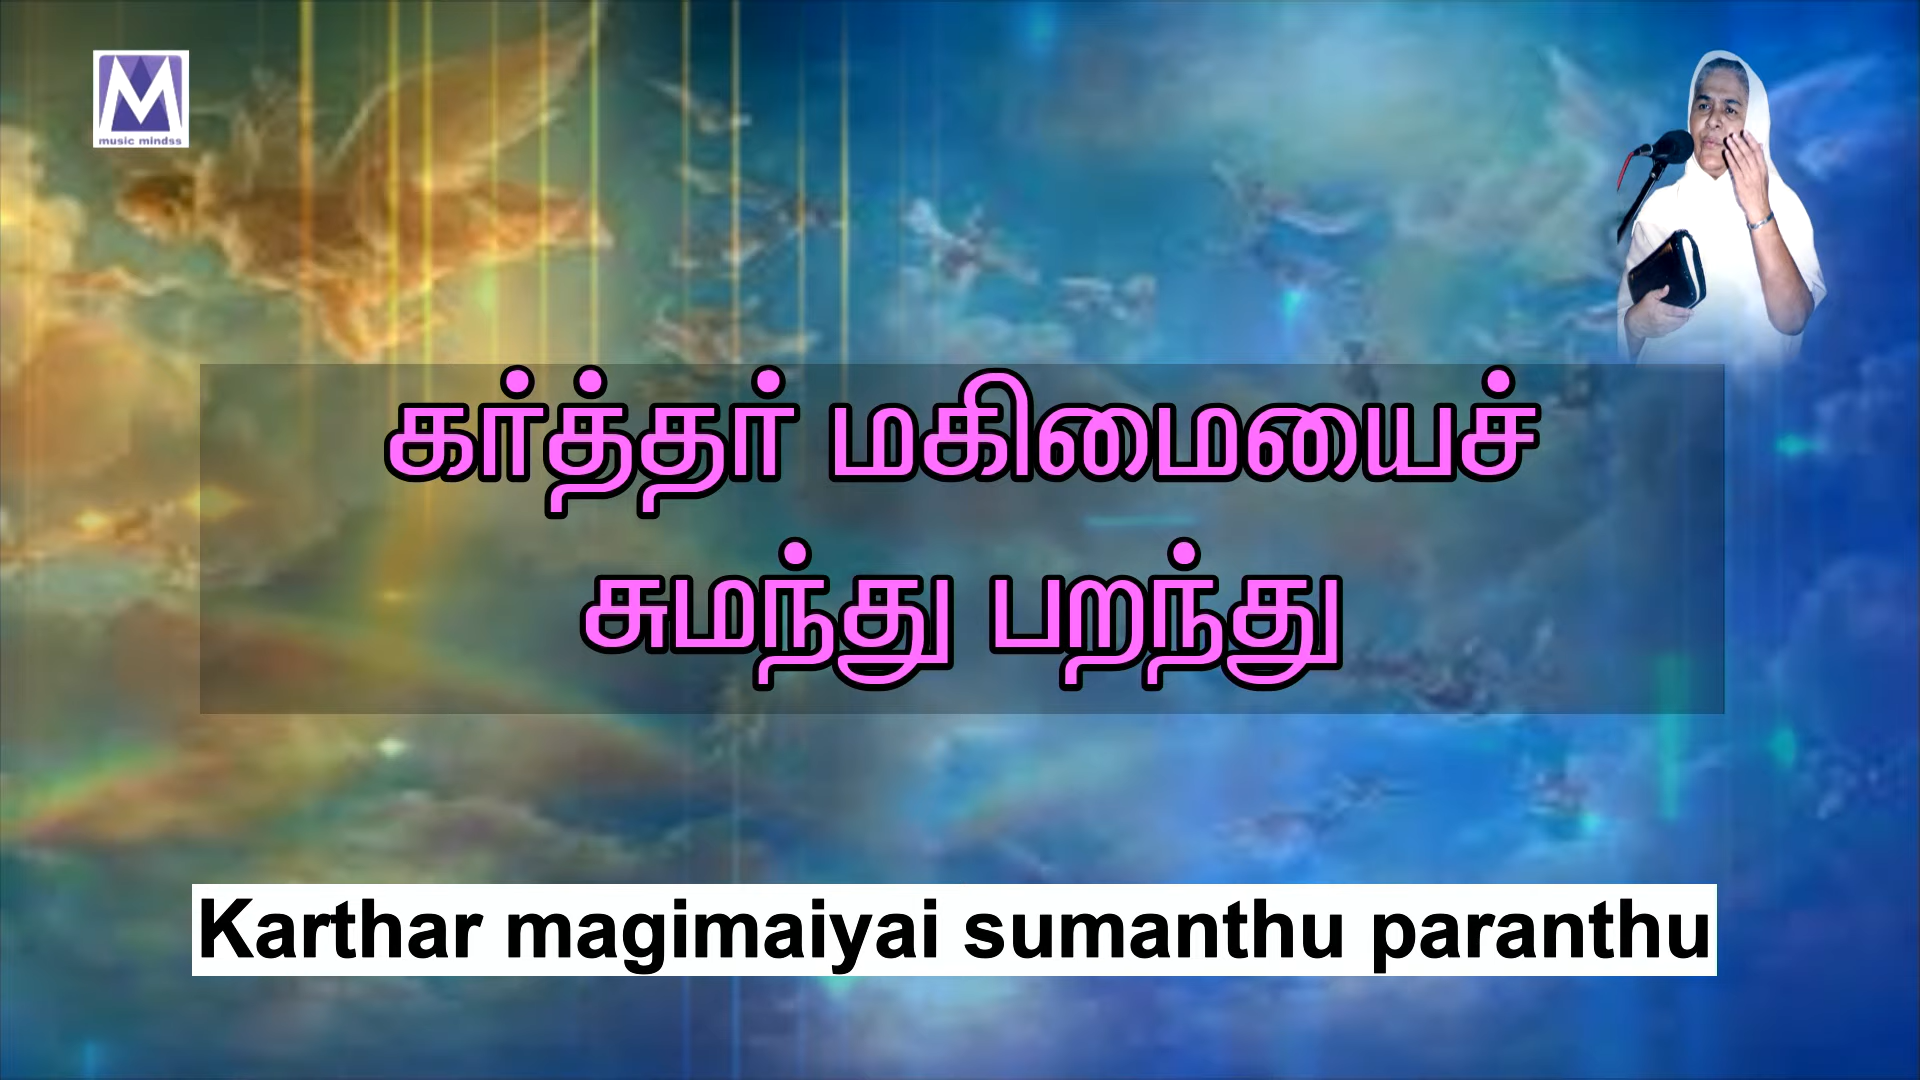 M
music mindss
கர்த்தர் மகிமையைச்
சுமந்து பறந்து
Karthar magimaiyai sumanthu paranthu